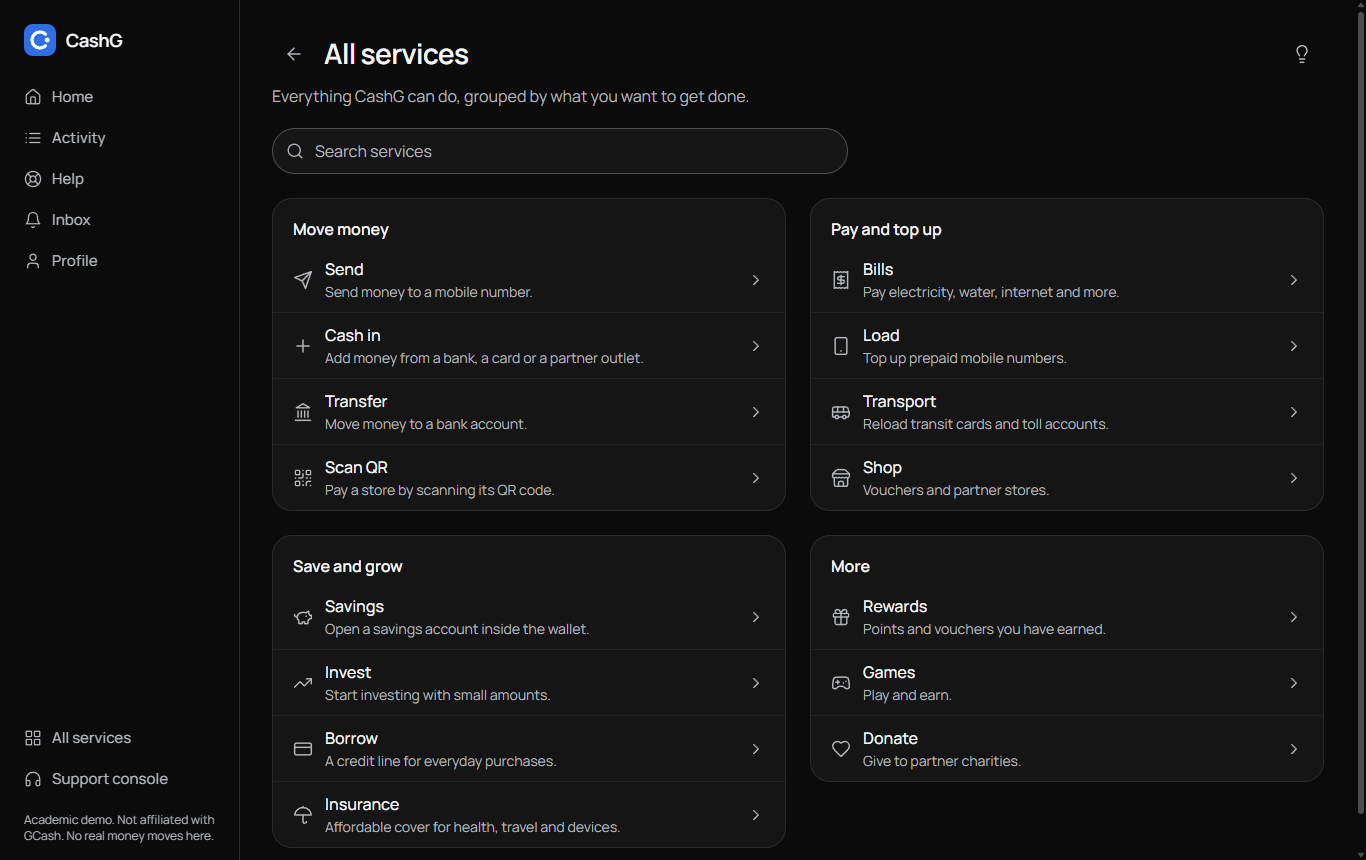 CashG
Home
Activity
Help
Inbox
Profile
All services
Support console
Academic demo. Not affiliated with
GCash. No real money moves here.
All services
Everything CashG can do, grouped by what you want to get done.
Search services
Move money
Send
Send money to a mobile number.
Cash in
Add money from a bank, a card or a partner outlet.
Transfer
Move money to a bank account.
Scan QR
Pay a store by scanning its QR code.
Pay and top up
Bills
Pay electricity, water, internet and more.
Load
Top up prepaid mobile numbers.
Transport
Reload transit cards and toll accounts.
Shop
Vouchers and partner stores.
Save and grow
Savings
Open a savings account inside the wallet.
Invest
Start investing with small amounts.
Borrow
A credit line for everyday purchases.
Insurance
Affordable cover for health, travel and devices.
More
Rewards
Points and vouchers you have earned.
Games
Play and earn.
Donate
Give to partner charities.